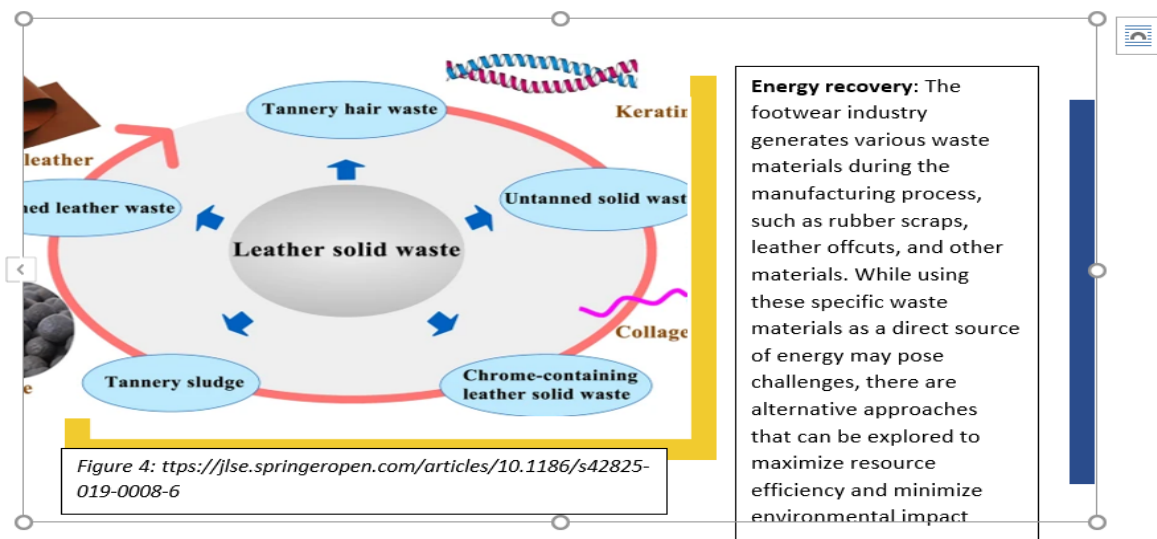 Tannery hair waste
Keratin
leather
ned leather waste
Untanned solid wast
Leather solid waste
Collage
e
Tannery sludge
Chrome-containing
leather solid waste
Figure 4: ttps://jlse.springeropen.com/articles/10.1186/s42825-
019-0008-6
Energy recovery: The
footwear industry
generates various waste
materials during the
manufacturing process,
such as rubber scraps,
leather offcuts, and other
materials. While using
these specific waste
materials as a direct source
of energy may pose
challenges, there are
alternative approaches
that can be explored to
maximize resource
efficiency and minimize
environmental impact